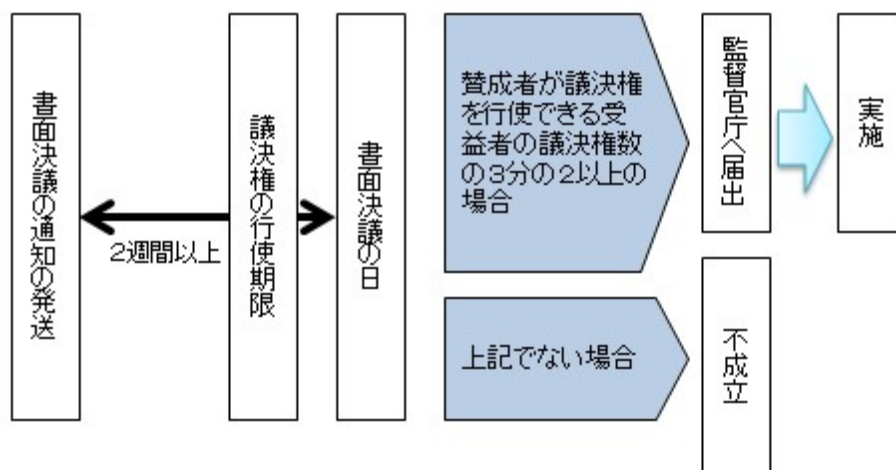 書面決議の通知の発送
2週間以上
議決権の行使期限
書面決議の日
賛成者が議決権
を行使できる受
益者の議決権数
の3分の2以上の
場合
監督官庁へ届出
実施
上記でない場合
不成立